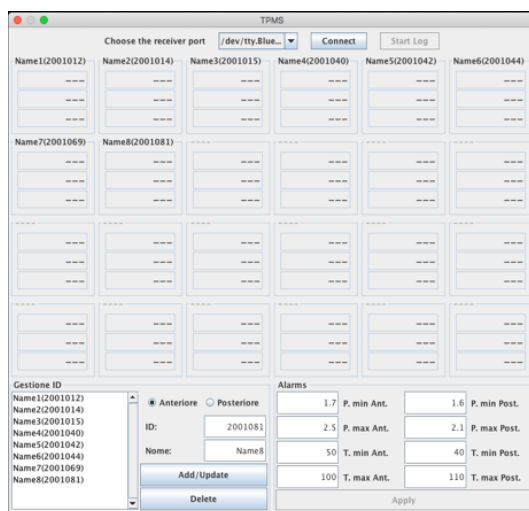 TPMS
Choose the receiver port /dev/tty.Blue... Connect Start Log
Name1(2001012) Name2(2001014) Name3(2001015) Name4(2001040) Name5(2001042) Name6(2001044)
--- --- --- --- --- ---
--- --- --- --- --- ---
--- --- --- --- --- ---
Name7(2001069) Name8(2001081) ---- ---- ---- ----
--- --- --- --- --- ---
--- --- --- --- --- ---
--- --- --- --- --- ---
---- ---- ---- ---- ---- ----
--- --- --- --- --- ---
--- --- --- --- --- ---
--- --- --- --- --- ---
---- ---- ---- ---- ---- ----
--- --- --- --- --- ---
--- --- --- --- --- ---
--- --- --- --- --- ---
Gestione ID
Name1(2001012)
Name2(2001014)
Name3(2001015)
Name4(2001040)
Name5(2001042)
Name6(2001044)
Name7(2001069)
Name8(2001081)
Anteriore Posteriore
ID: 2001081
Nome: Name8
Add/Update
Delete
Alarms
1.7 P. min Ant. 1.6 P. min Post.
2.5 P. max Ant. 2.1 P. max Post.
50 T. min Ant. 40 T. min Post.
100 T. max Ant. 110 T. max Post.
Apply